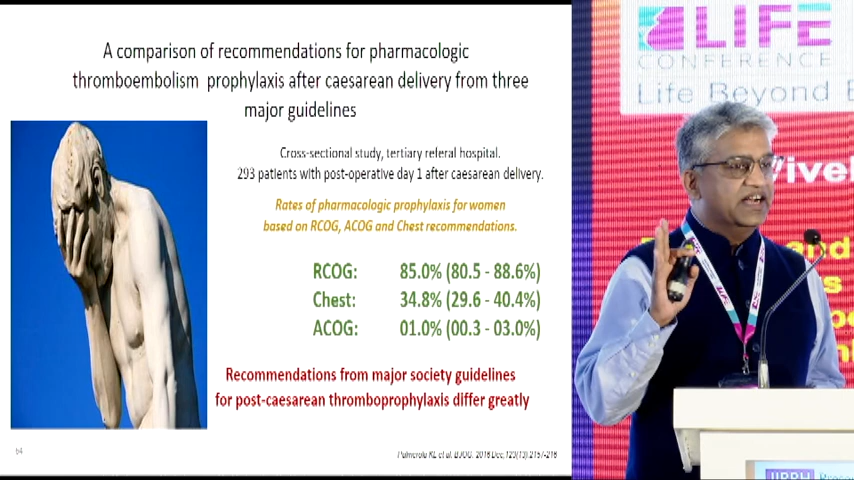 A comparison of recommendations for pharmacologic
thromboembolism prophylaxis after caesarean delivery from three
major guidelines
Cross-sectional study, tertiary referal hospital.
293 patients with post-operative day 1 after caesarean delivery.
Rates of pharmacologic prophylaxis for women
based on RCOG, ACOG and Chest recommendations.
RCOG: 85.0% (80.5 - 88.6%)
Chest: 34.8% (29.6 - 40.4%)
ACOG: 01.0% (00.3 - 03.0%)
Recommendations from major society guidelines
for post-caesarean thromboprophylaxis differ greatly
64
LIFE
CONFERENCE
Life Beyond
and
LIFE